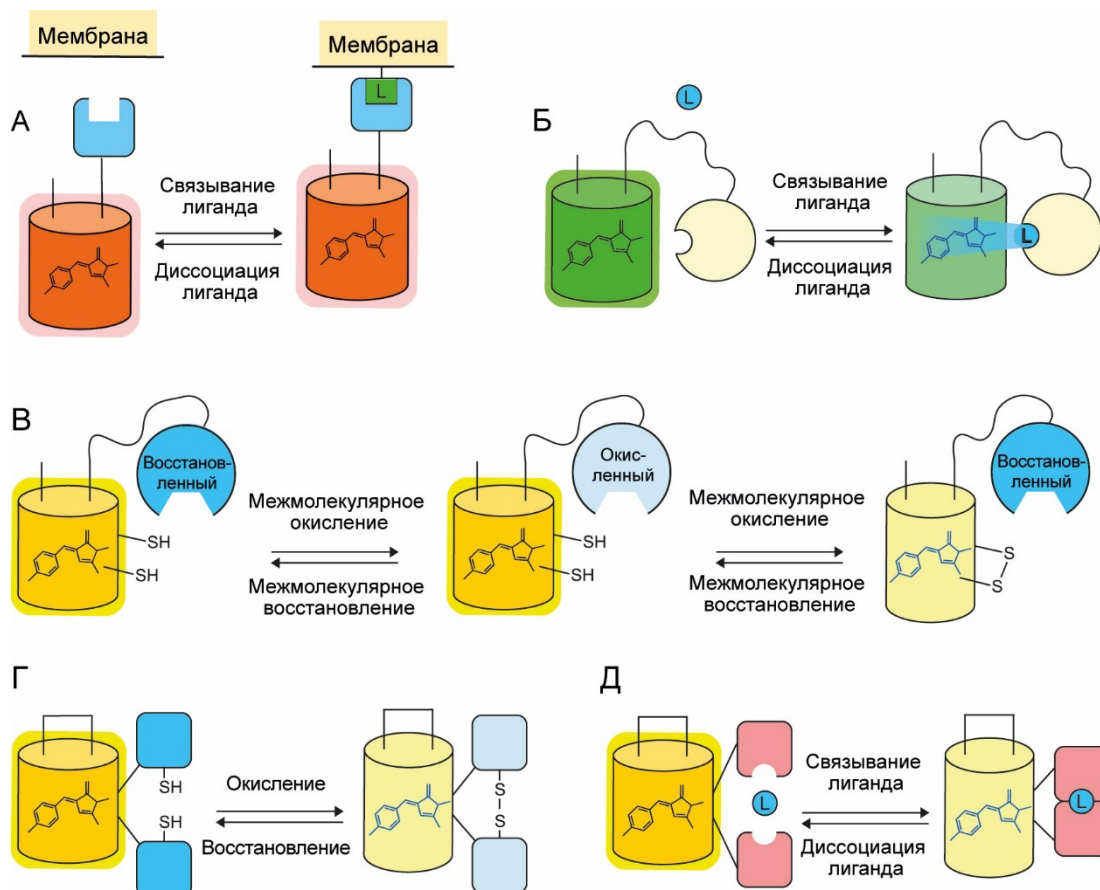 Мембрана
Мембрана
А
L
Связывание
лиганда
Диссоциация
лиганда
Б
L
Связывание
лиганда
Диссоциация
лиганда
L
В
Восстанов-
ленный
SH
SH
Межмолекулярное
окисление
Межмолекулярное
восстановление
Окис-
ленный
SH
SH
Межмолекулярное
окисление
Межмолекулярное
восстановление
Восстанов-
ленный
S
S
Г
SH
SH
Окисление
Восстановление
S
S
Д
L
Связывание
лиганда
Диссоциация
лиганда
L